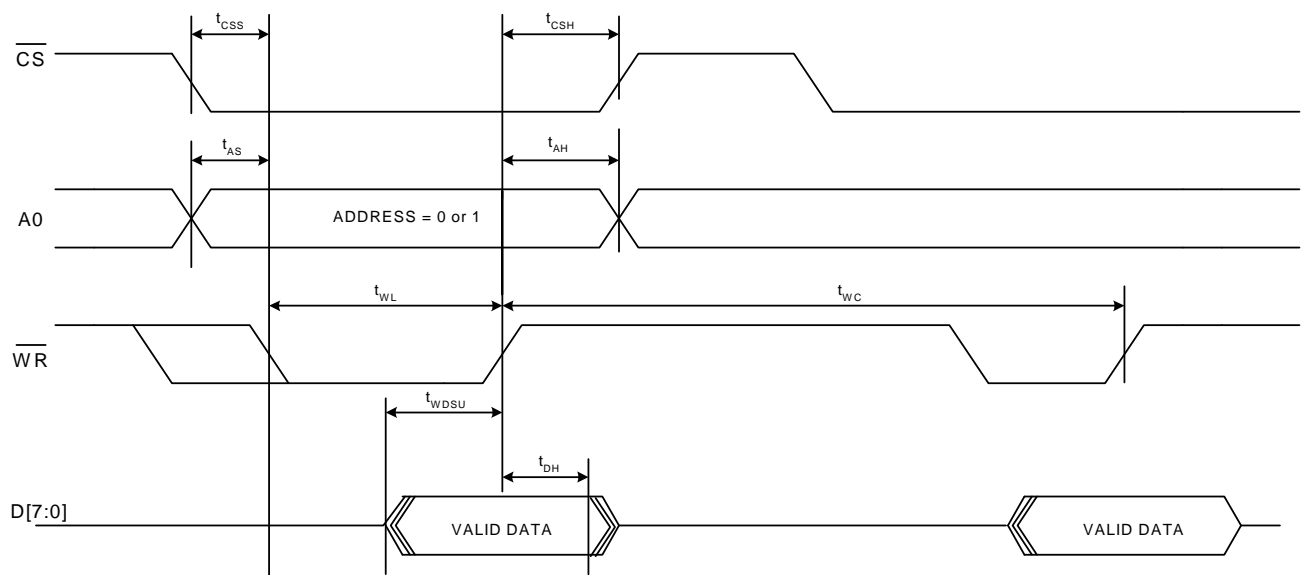 tCSS
tCSH
CS
tAS
tAH
A0
ADDRESS = 0 or 1
tWL
tWC
WR
tWDSU
tDH
D[7:0]
VALID DATA
VALID DATA